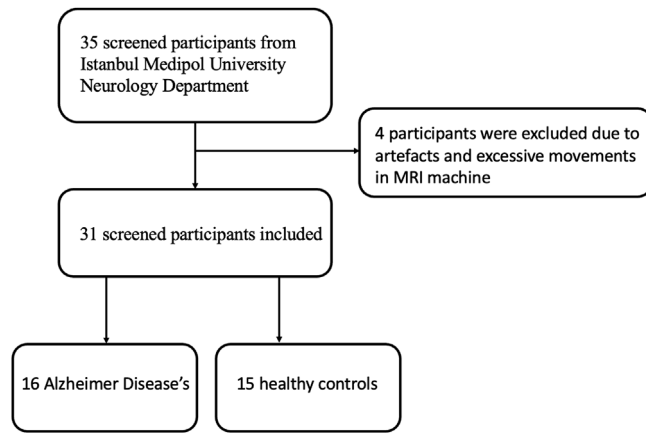 35 screened participants from
Istanbul Medipol University
Neurology Department
4 participants were excluded due to
artefacts and excessive movements
in MRI machine
31 screened participants included
16 Alzheimer Disease’s
15 healthy controls